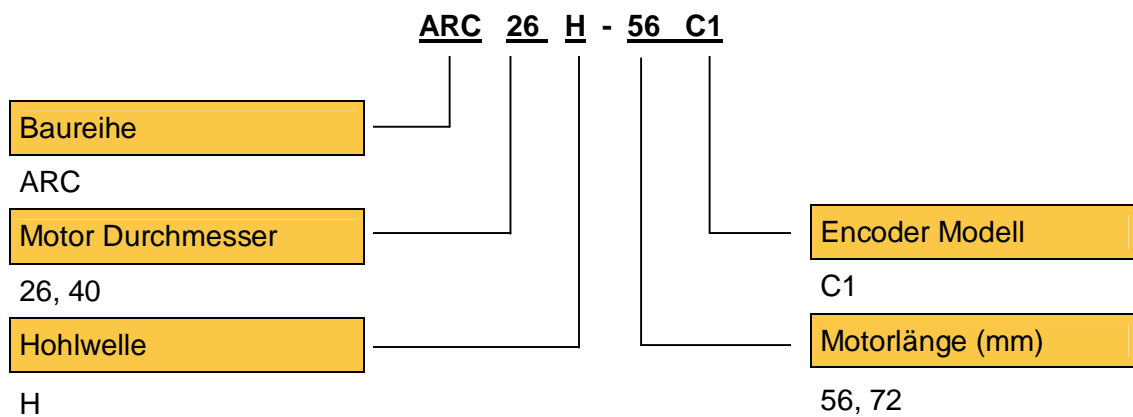 ARC 26 H - 56 C1
Baureihe
ARC
Motor Durchmesser
26, 40
Hohlwelle
H
Encoder Modell
C1
Motorlänge (mm)
56, 72